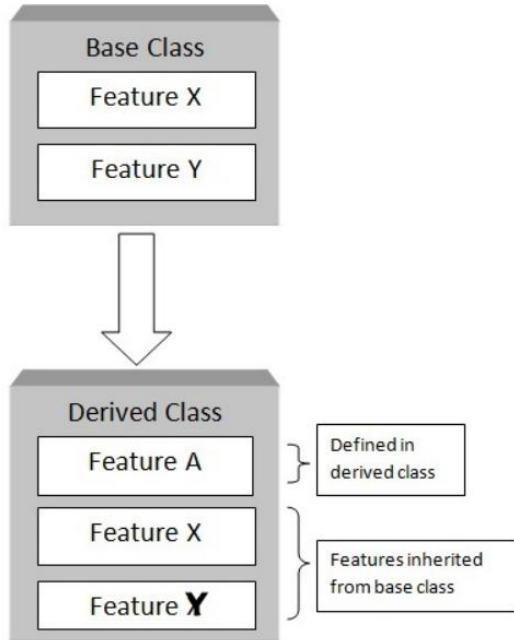 Base Class
Feature X
Feature Y
Derived Class
Feature A
Defined in
derived class
Feature X
Features inherited
from base class
Feature Y